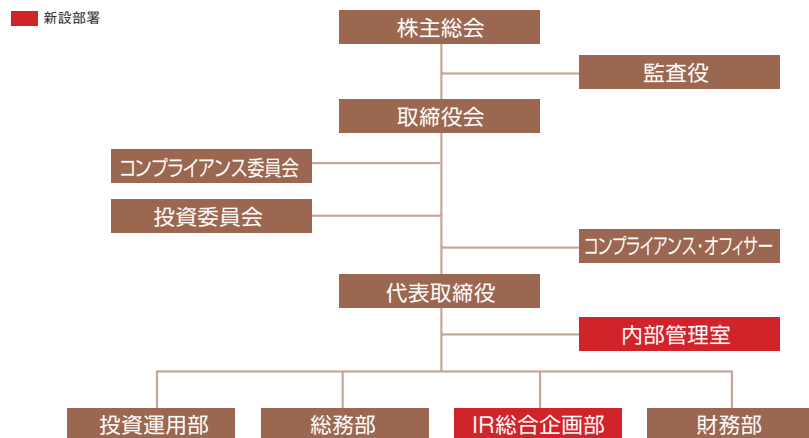 新設部署
株主総会
監査役
取締役会
コンプライアンス委員会
投資委員会
コンプライアンス・オフィサー
代表取締役
内部管理室
投資運用部
総務部
IR総合企画部
財務部